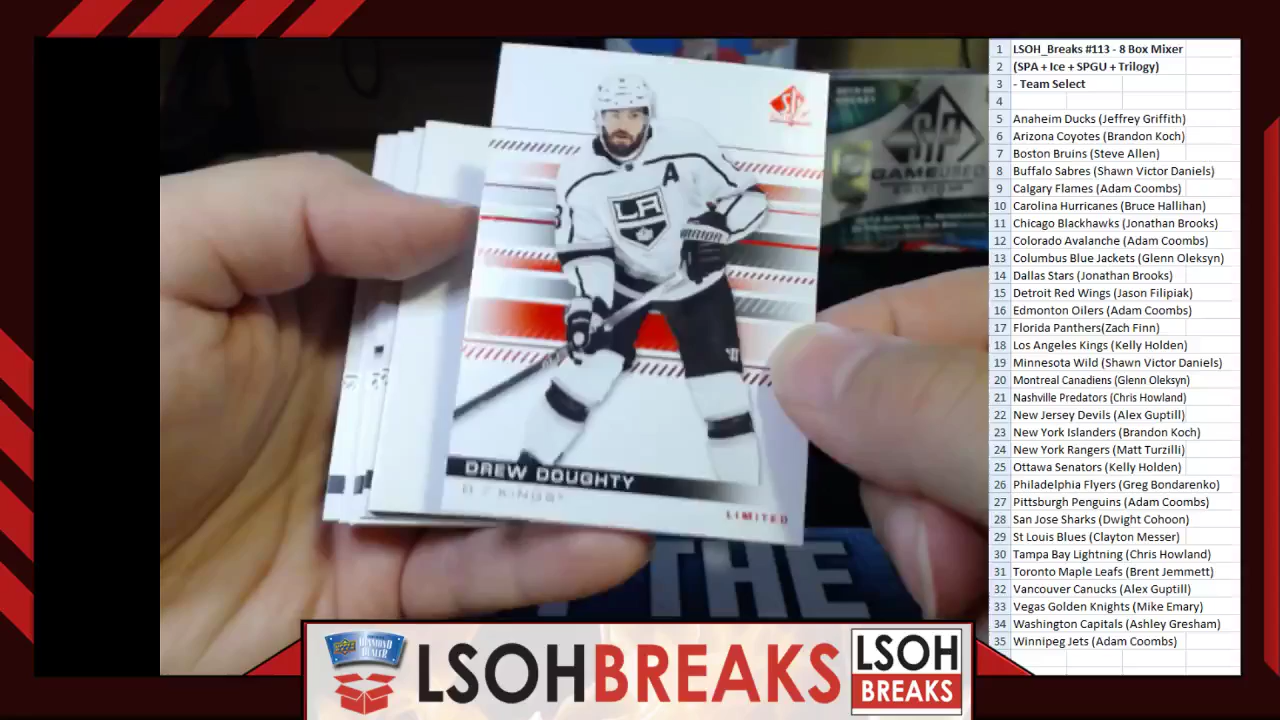 SP
LA
A
WARRIOR
DREW DOUGHTY
D / KINGS
LIMITED
SP
GAME USED
THE
1 LSOH_Breaks #113 - 8 Box Mixer
2 (SPA + Ice + SPGU + Trilogy)
3 - Team Select
4
5 Anaheim Ducks (Jeffrey Griffith)
6 Arizona Coyotes (Brandon Koch)
7 Boston Bruins (Steve Allen)
8 Buffalo Sabres (Shawn Victor Daniels)
9 Calgary Flames (Adam Coombs)
10 Carolina Hurricanes (Bruce Hallihan)
11 Chicago Blackhawks (Jonathan Brooks)
12 Colorado Avalanche (Adam Coombs)
13 Columbus Blue Jackets (Glenn Oleksyn)
14 Dallas Stars (Jonathan Brooks)
15 Detroit Red Wings (Jason Filipiak)
16 Edmonton Oilers (Adam Coombs)
17 Florida Panthers(Zach Finn)
18 Los Angeles Kings (Kelly Holden)
19 Minnesota Wild (Shawn Victor Daniels)
20 Montreal Canadiens (Glenn Oleksyn)
21 Nashville Predators (Chris Howland)
22 New Jersey Devils (Alex Guptill)
23 New York Islanders (Brandon Koch)
24 New York Rangers (Matt Turzilli)
25 Ottawa Senators (Kelly Holden)
26 Philadelphia Flyers (Greg Bondarenko)
27 Pittsburgh Penguins (Adam Coombs)
28 San Jose Sharks (Dwight Cohoon)
29 St Louis Blues (Clayton Messer)
30 Tampa Bay Lightning (Chris Howland)
31 Toronto Maple Leafs (Brent Jemmett)
32 Vancouver Canucks (Alex Guptill)
33 Vegas Golden Knights (Mike Emary)
34 Washington Capitals (Ashley Gresham)
35 Winnipeg Jets (Adam Coombs)
UPPER DECK
DIAMOND DEALER
LSOHBREAKS
LSOH
BREAKS